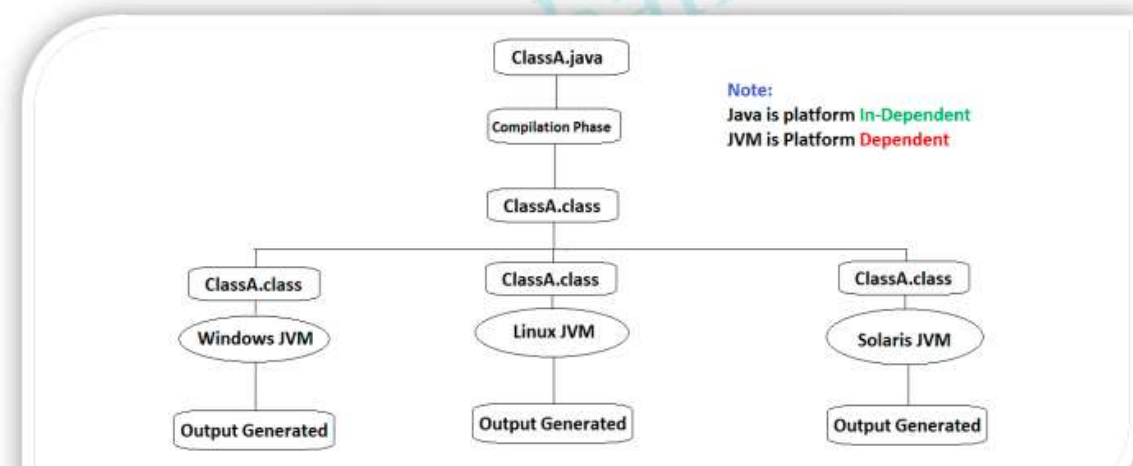 ClassA.java
Note:
Java is platform In-Dependent
JVM is Platform Dependent
Compilation Phase
ClassA.class
ClassA.class
ClassA.class
ClassA.class
Windows JVM
Linux JVM
Solaris JVM
Output Generated
Output Generated
Output Generated